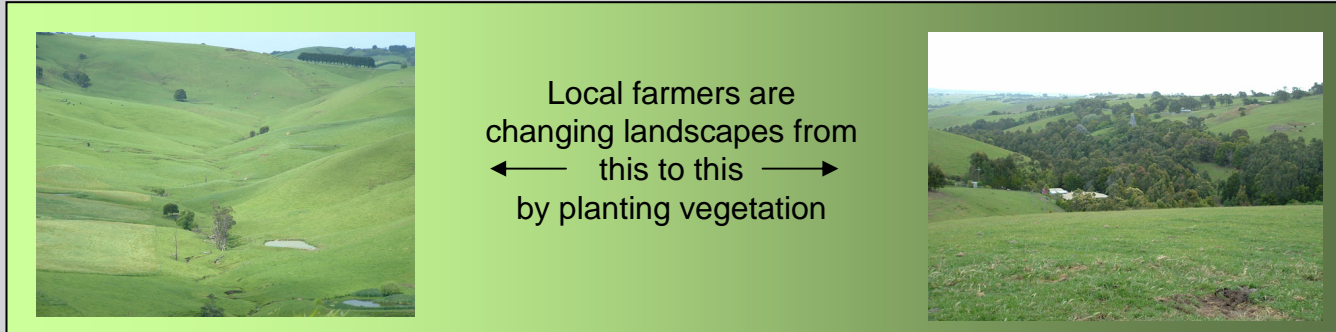 Local farmers are
changing landscapes from
this to this
by planting vegetation